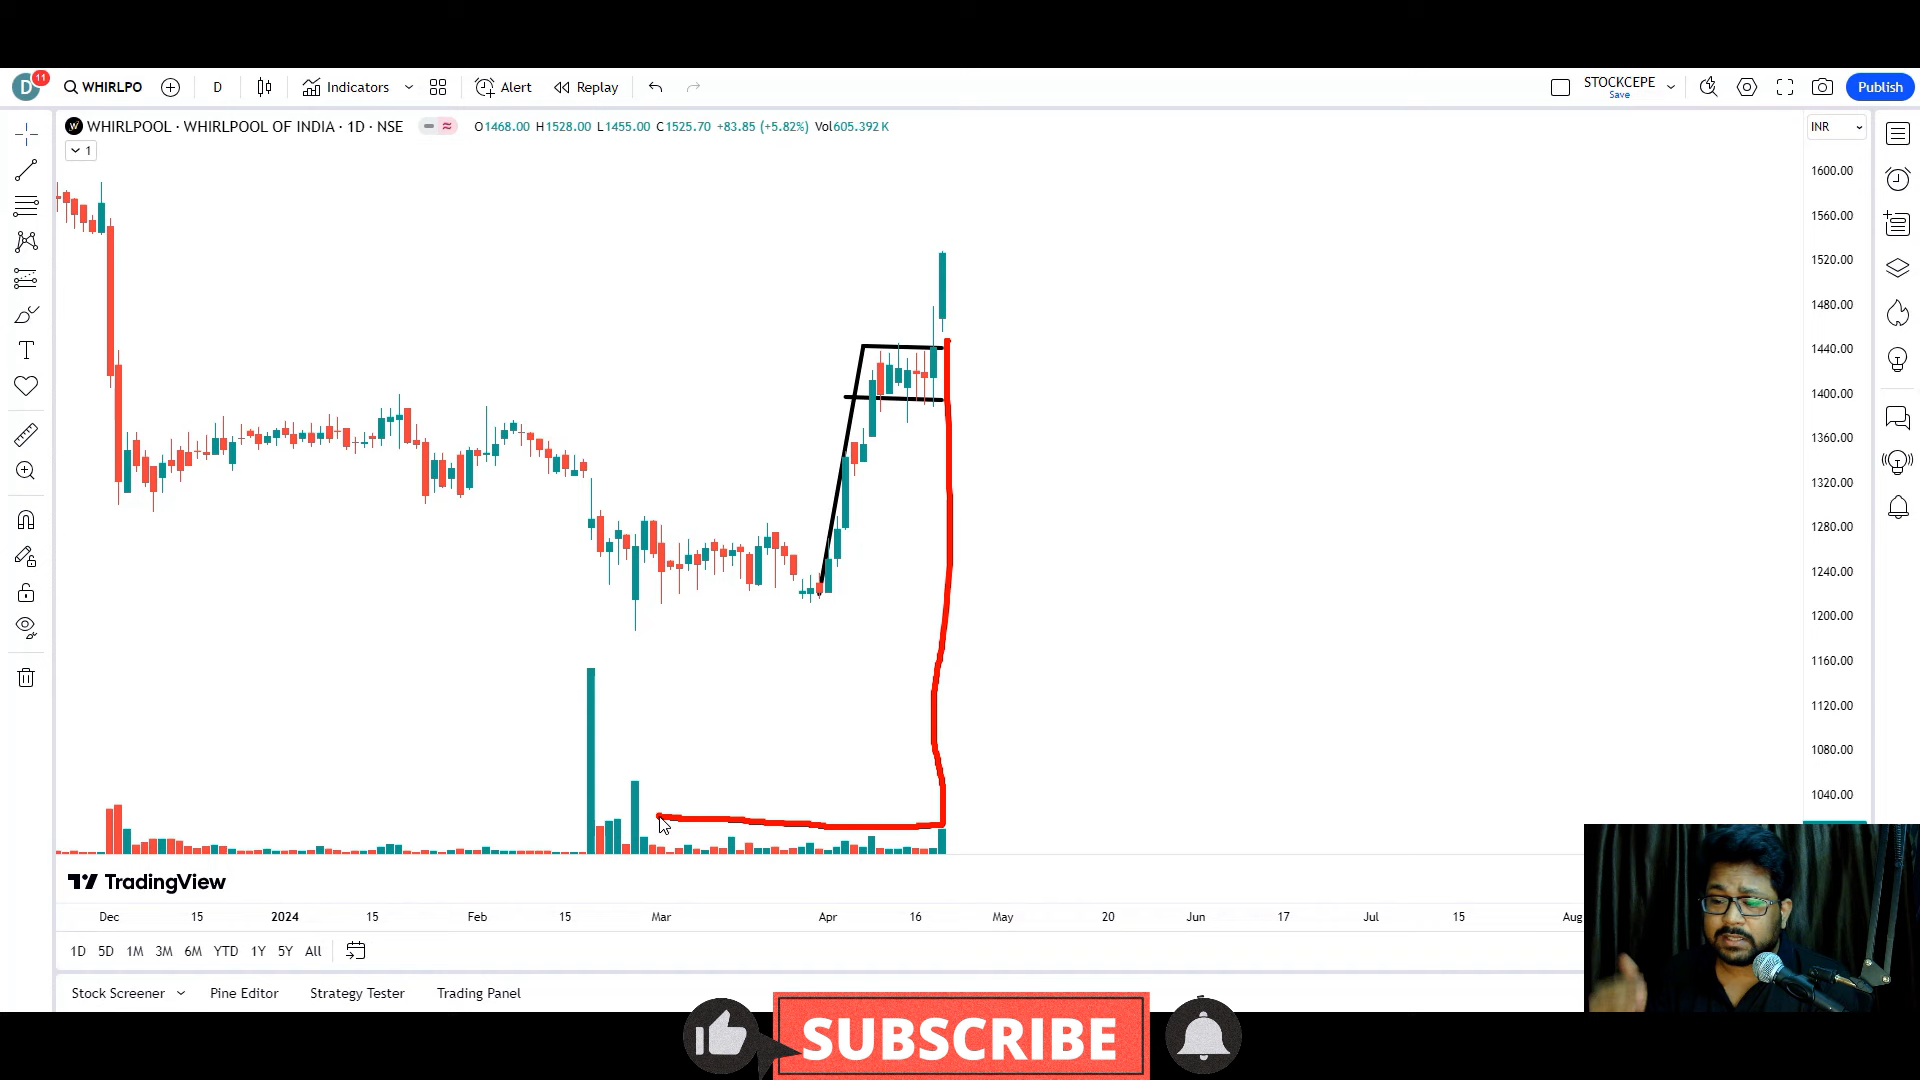 D 11 WHIRLPO D Indicators Alert Replay STOCKCEPE Save Publish
WHIRLPOOL · WHIRLPOOL OF INDIA · 1D · NSE O1468.00 H1528.00 L1455.00 C1525.70 +83.85 (+5.82%) Vol605.392K INR
1
1600.00
1560.00
1520.00
1480.00
1440.00
1400.00
1360.00
1320.00
1280.00
1240.00
1200.00
1160.00
1120.00
1080.00
1040.00
TradingView
Dec 15 2024 15 Feb 15 Mar Apr 16 May 20 Jun 17 Jul 15 Aug
1D 5D 1M 3M 6M YTD 1Y 5Y All
Stock Screener Pine Editor Strategy Tester Trading Panel
SUBSCRIBE